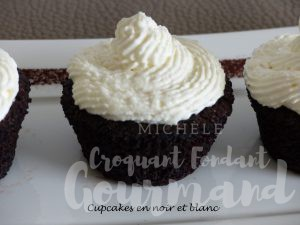 MICHELE
Croquant Fondant
Gourmand
Cupcakes en noir et blanc